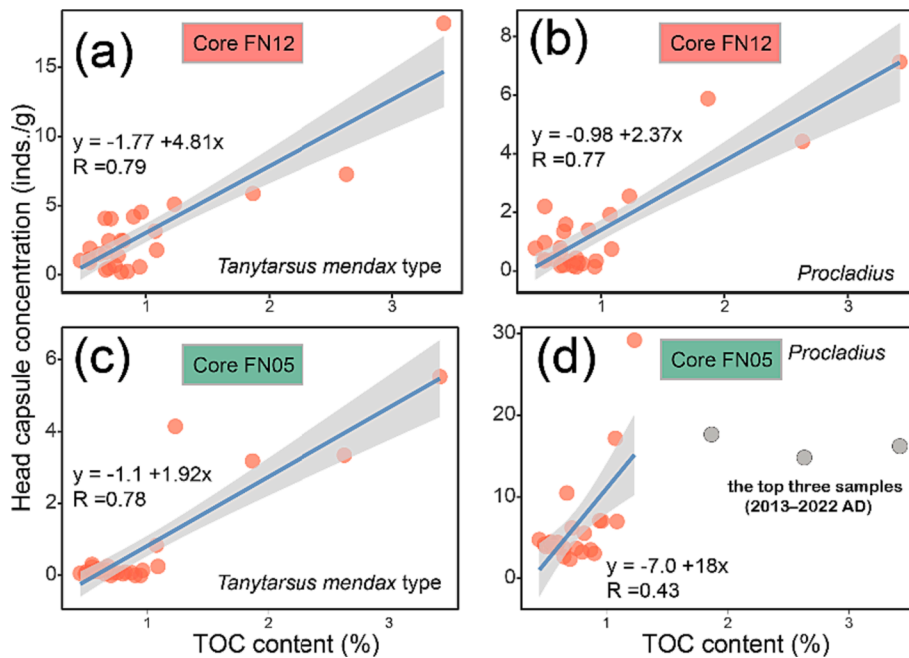 Head capsule concentration (inds./g)
(a)
Core FN12
y = -1.77 +4.81x
R =0.79
Tanytarsus mendax type
15
10
5
0
1
2
3
(b)
Core FN12
y = -0.98 +2.37x
R =0.77
Procladius
8
6
4
2
0
1
2
3
(c)
Core FN05
y = -1.1 +1.92x
R =0.78
Tanytarsus mendax type
6
4
2
0
1
2
3
TOC content (%)
(d)
Core FN05
Procladius
the top three samples
(2013–2022 AD)
y = -7.0 +18x
R =0.43
30
20
10
0
1
2
3
TOC content (%)